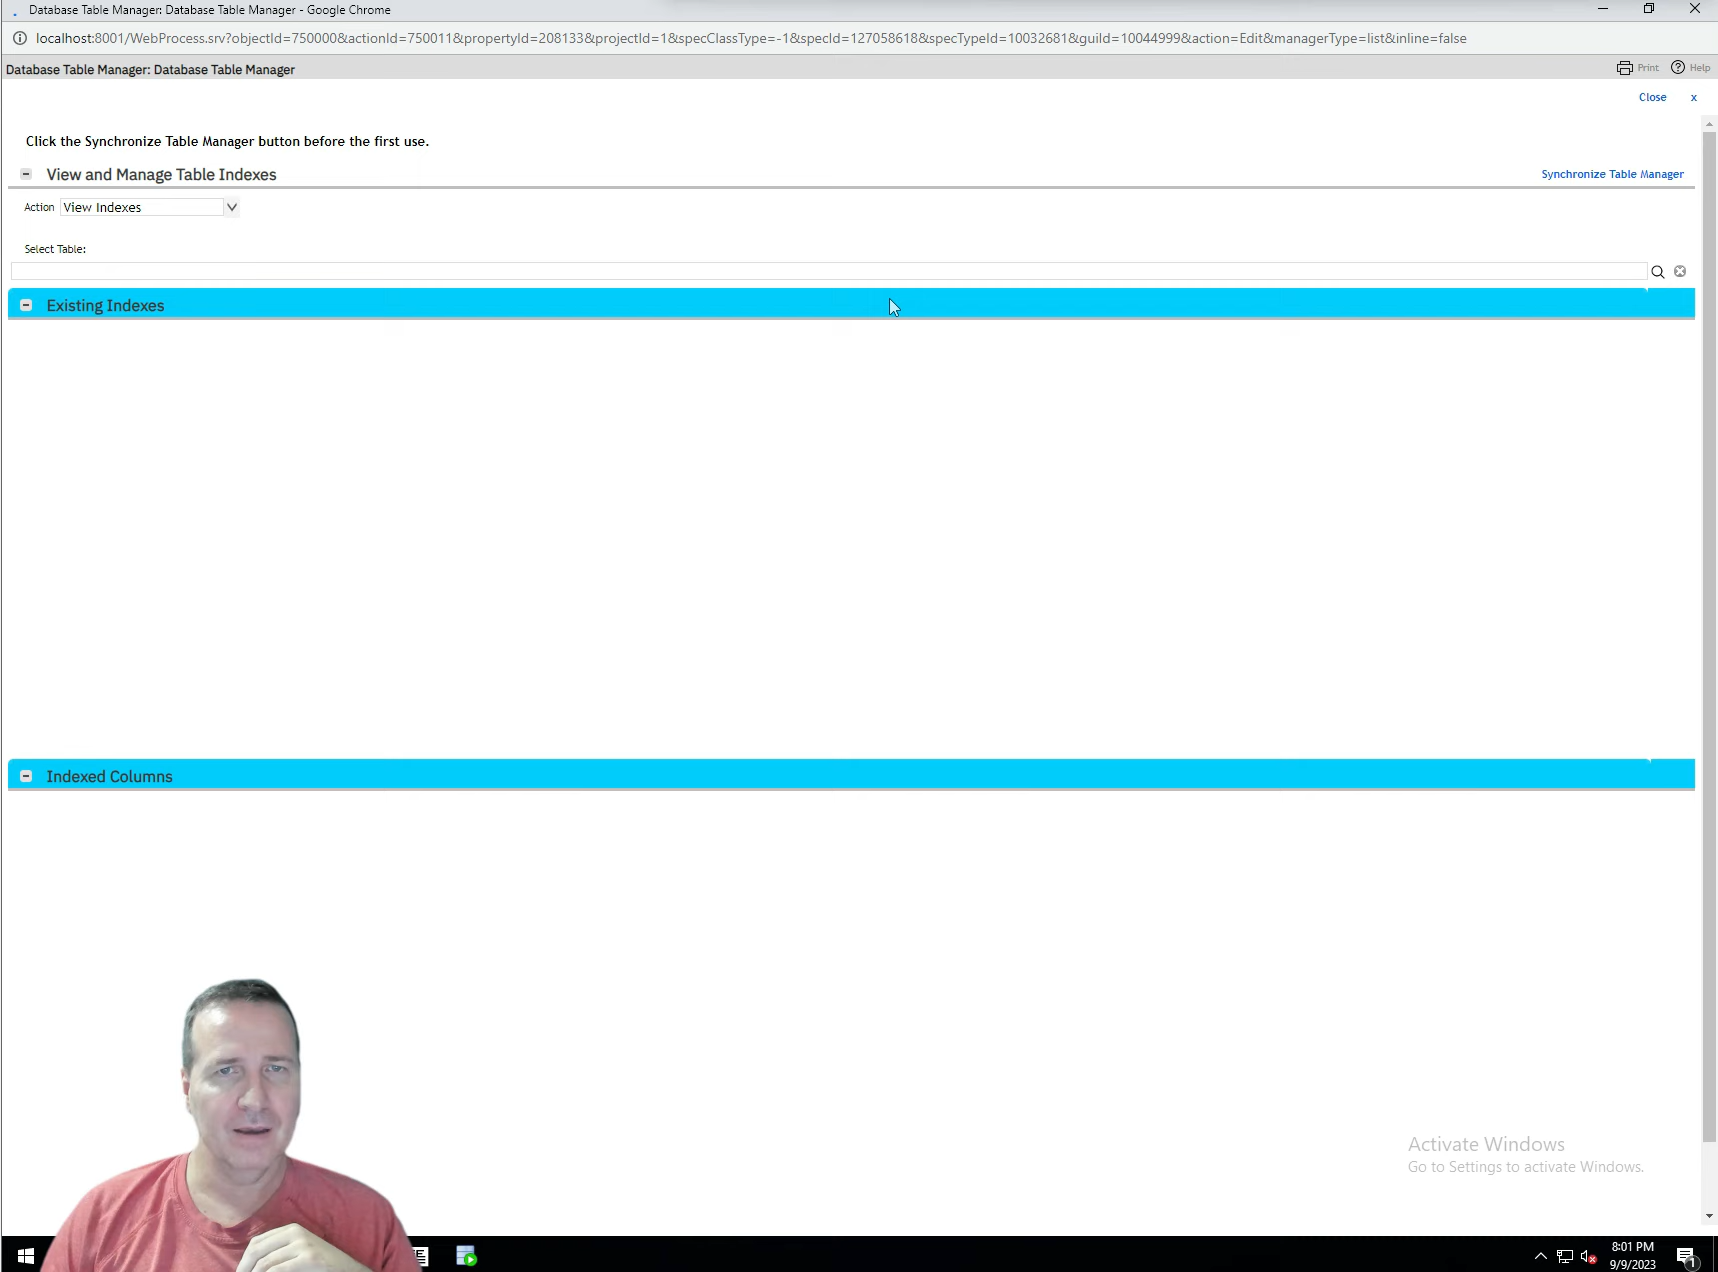 Database Table Manager: Database Table Manager - Google Chrome
localhost:8001/WebProcess.srv?objectId=750000&actionId=750011&propertyId=208133&projectId=1&specClassType=-1&specId=127058618&specTypeId=10032681&guiId=10044999&action=Edit&managerType=list&inline=false
Database Table Manager: Database Table Manager
Print
Help
Close x
Click the Synchronize Table Manager button before the first use.
View and Manage Table Indexes
Synchronize Table Manager
Action View Indexes
Select Table:
Existing Indexes
Indexed Columns
Activate Windows
Go to Settings to activate Windows.
8:01 PM
9/9/2023
1